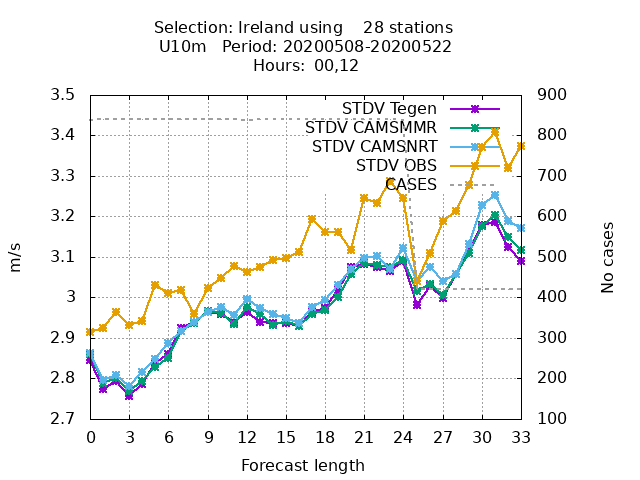 Selection: Ireland using    28 stations
U10m   Period: 20200508-20200522
Hours:  00,12
3.5
3.4
3.3
3.2
3.1
3
2.9
2.8
2.7
900
800
700
600
500
400
300
200
100
STDV Tegen
STDV CAMSMMR
STDV CAMSNRT
STDV OBS
CASES
m/s
No cases
0 3 6 9 12 15 18 21 24 27 30 33
Forecast length